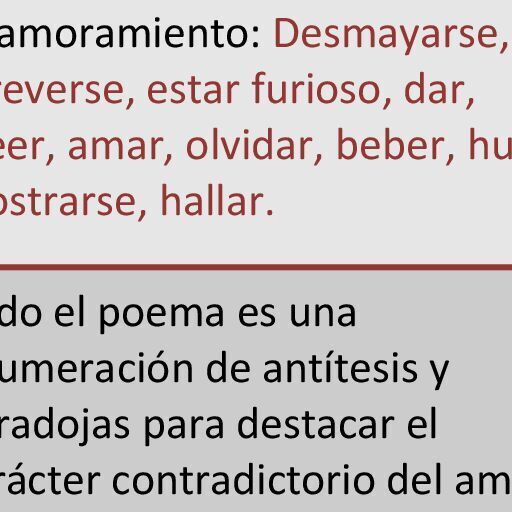 amoramiento: Desmayarse,
reverse, estar furioso, dar,
eer, amar, olvidar, beber, hu
ostrarse, hallar.
do el poema es una
umeración de antítesis y
radojas para destacar el
rácter contradictorio del am